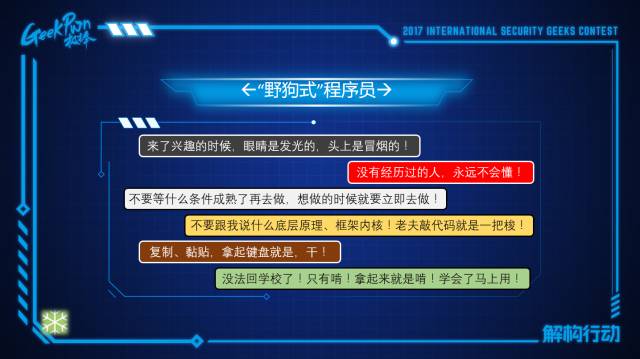 GeekPwn
极棒
2017 INTERNATIONAL SECURITY GEEKS CONTEST
←“野狗式”程序员→
来了兴趣的时候，眼睛是发光的，头上是冒烟的！
没有经历过的人，永远不会懂！
不要等什么条件成熟了再去做，想做的时候就要立即去做！
不要跟我说什么底层原理、框架内核！老夫敲代码就是一把梭！
复制、黏贴，拿起键盘就是，干！
没法回学校了！只有啃！拿起来就是啃！学会了马上用！
解构行动